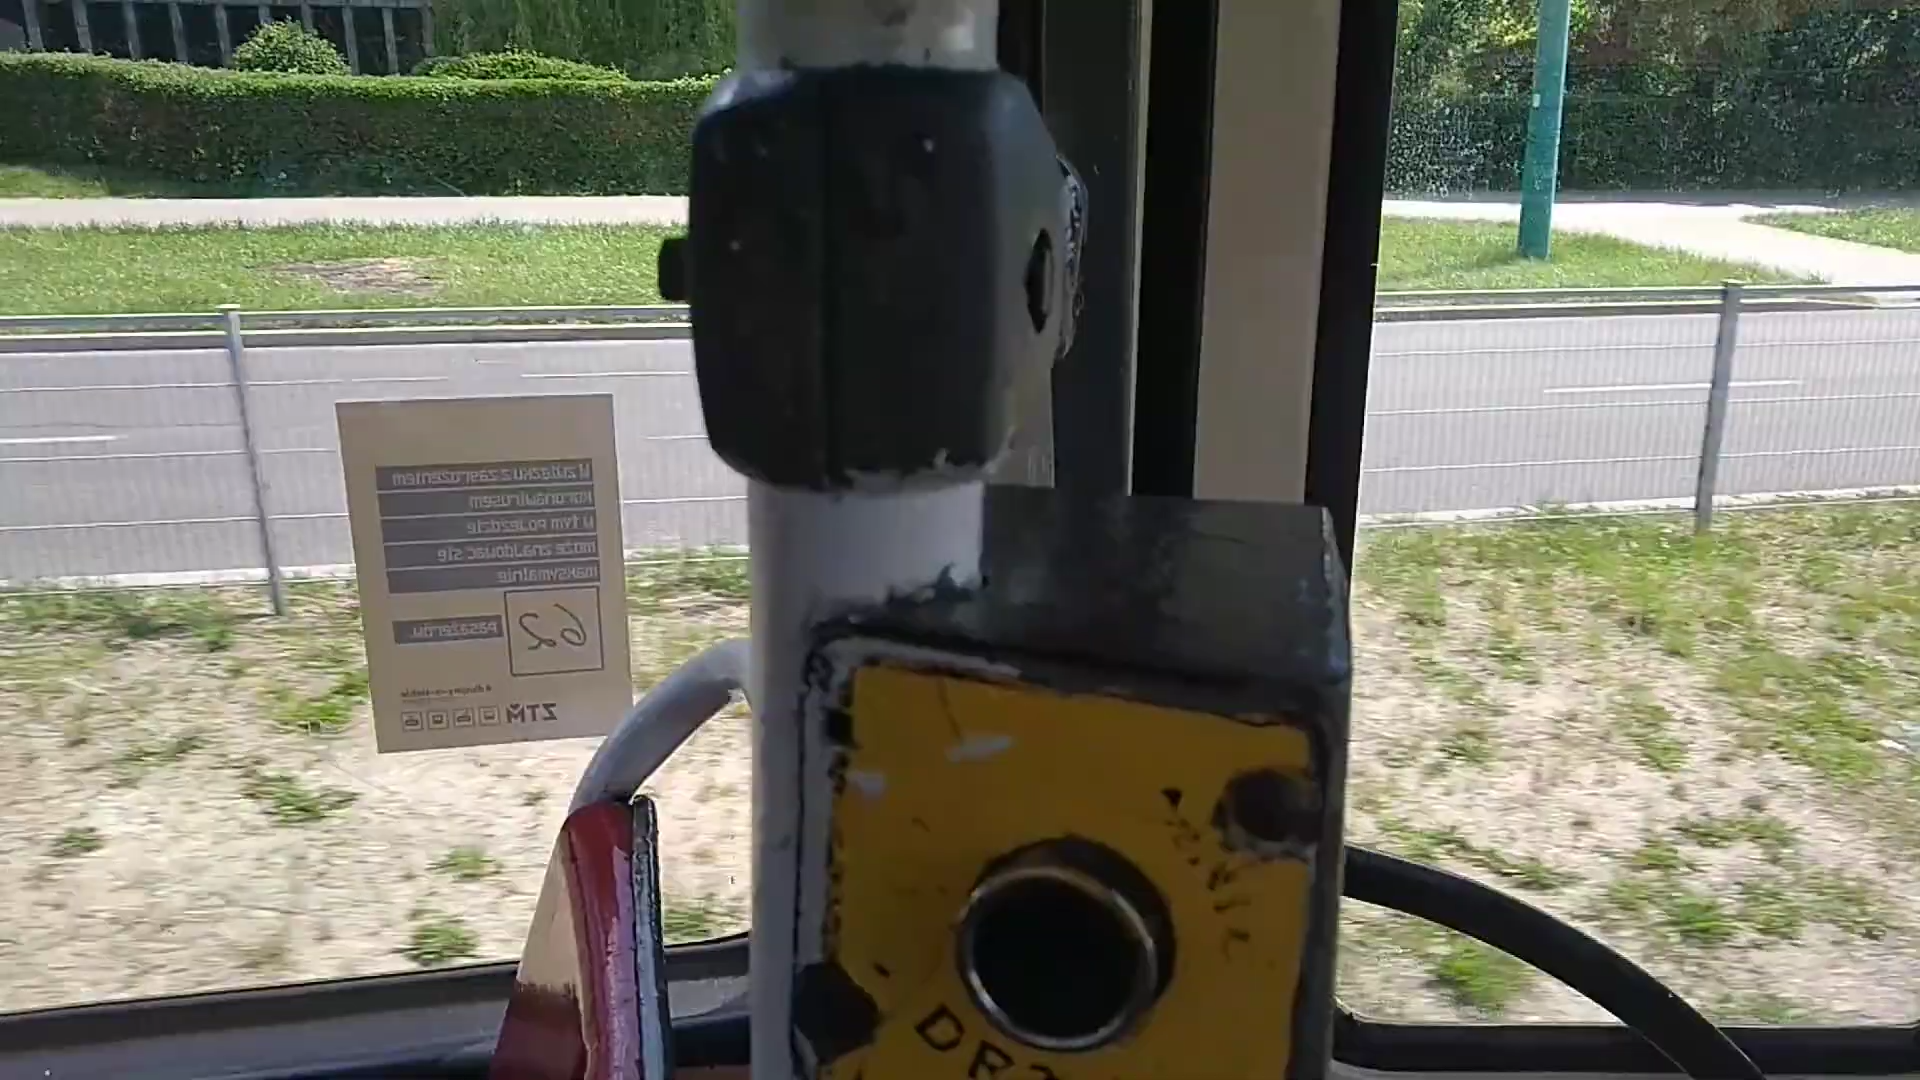 W związku z zagrożeniem
koronawirusem
w tym pojeździe
może znajdować się
maksymalnie
62
pasażerów.
ZTM